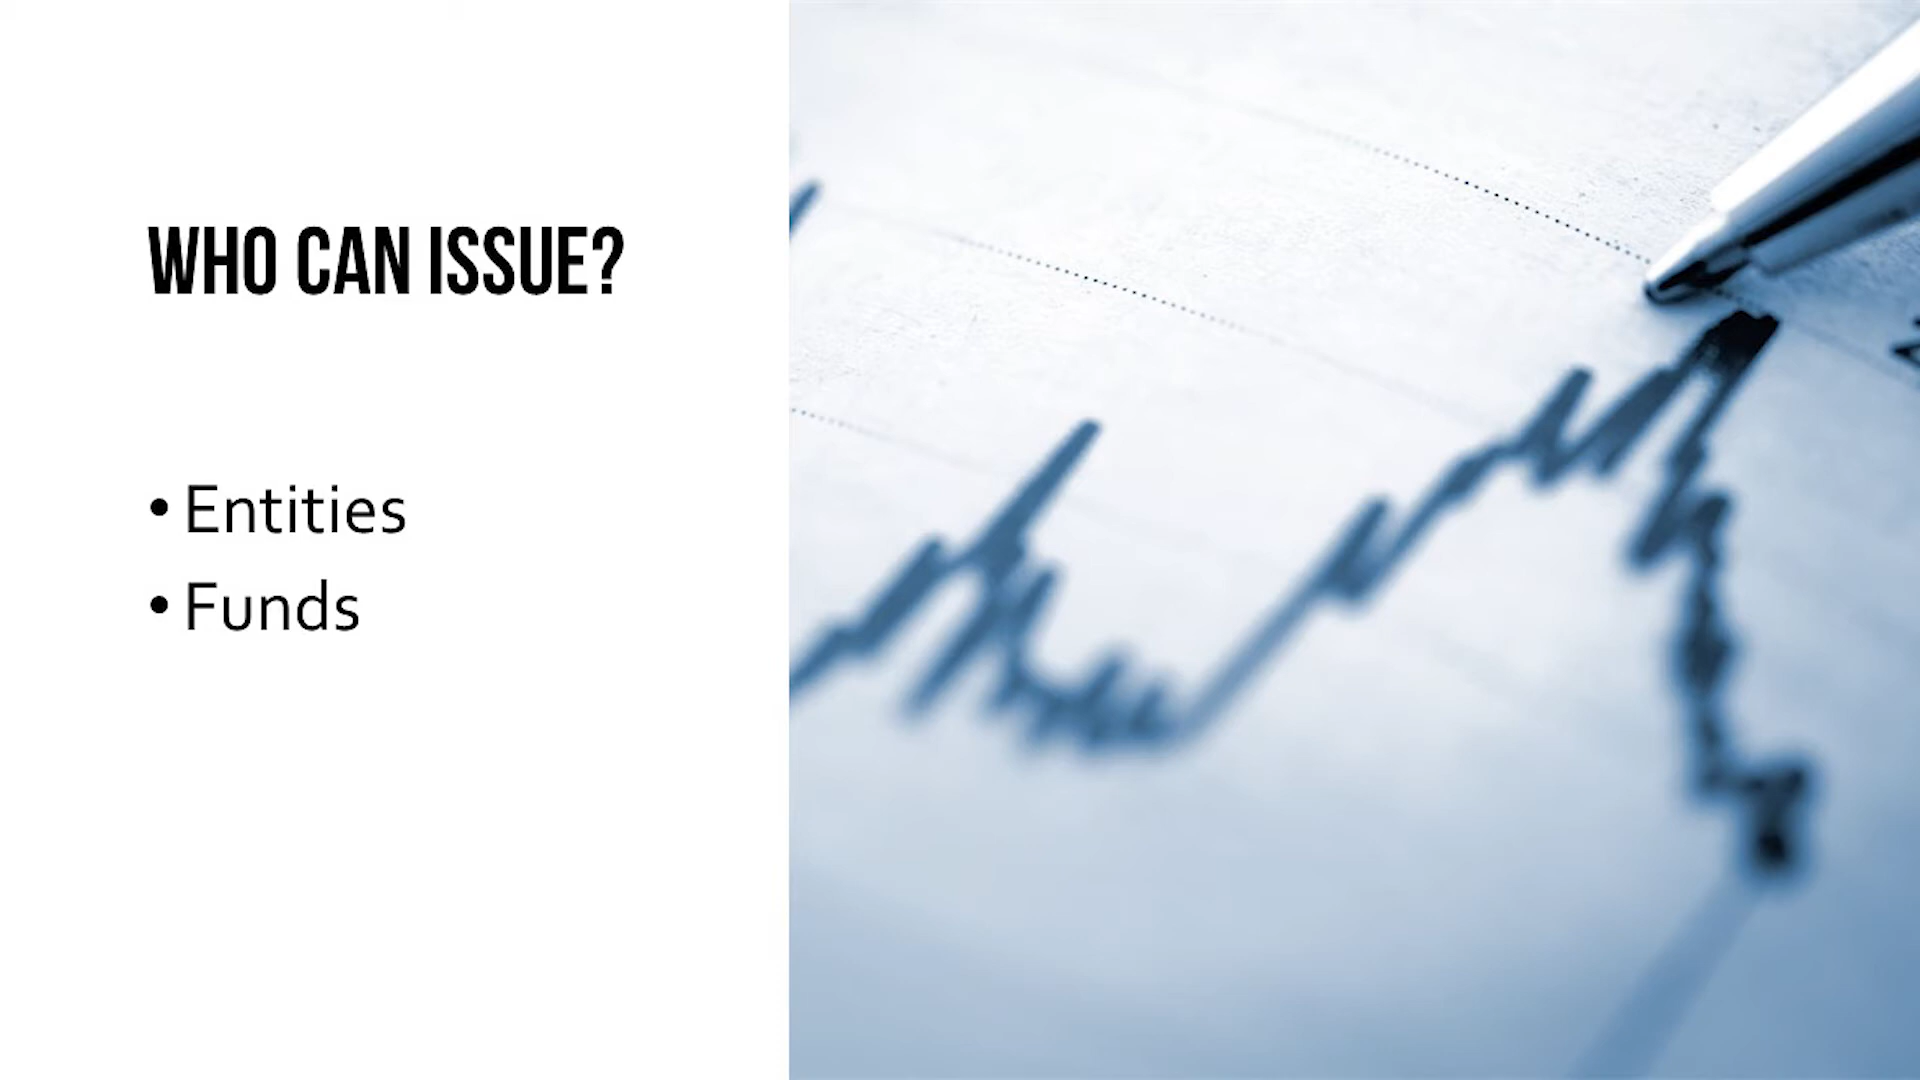 WHO CAN ISSUE?
• Entities
• Funds